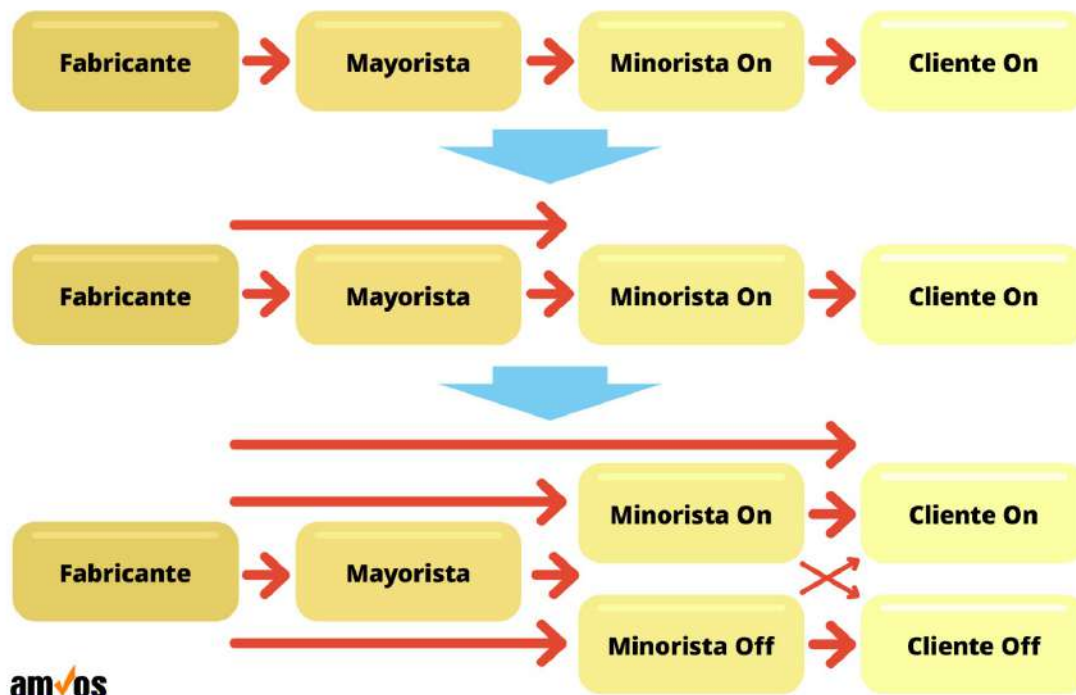 Fabricante Mayorista Minorista On Cliente On
Fabricante Mayorista Minorista On Cliente On
Minorista On Cliente On
Fabricante Mayorista
Minorista Off Cliente Off
amvos